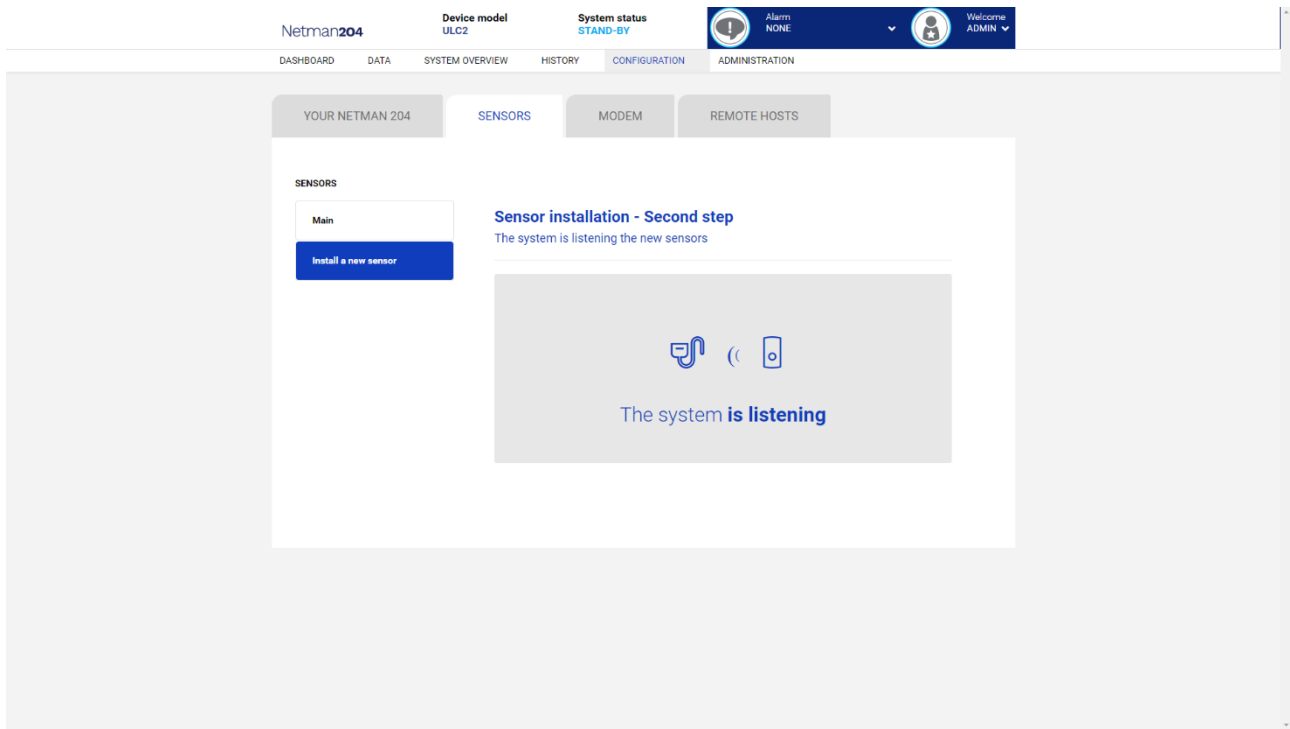 Netman204
Device model
ULC2
System status
STAND-BY
Alarm
NONE
Welcome
ADMIN
DASHBOARD DATA SYSTEM OVERVIEW HISTORY CONFIGURATION ADMINISTRATION
YOUR NETMAN 204 SENSORS MODEM REMOTE HOSTS
SENSORS
Main
Install a new sensor
Sensor installation - Second step
The system is listening the new sensors
The system is listening